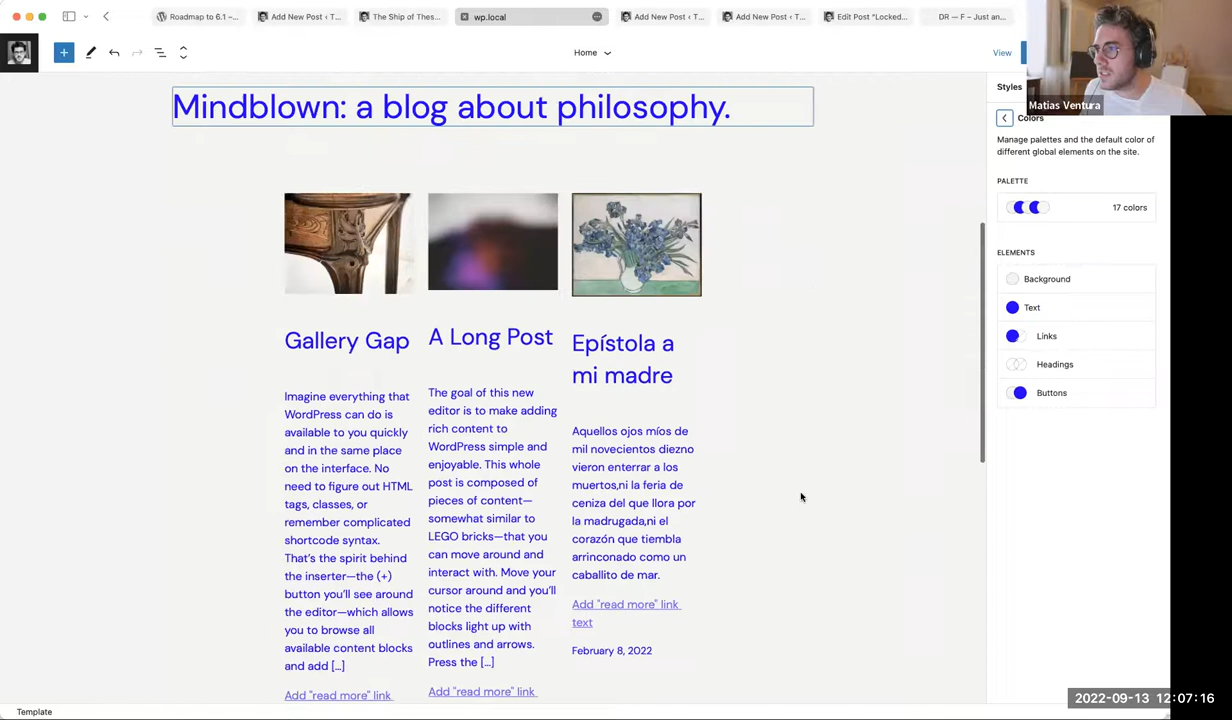 Roadmap to 6.1 –...
Add New Post ‹ T...
The Ship of Thes...
wp.local
Add New Post ‹ T...
Add New Post ‹ T...
Edit Post “Locked...
DR — F – Just an...
Home
View
Matias Ventura
Styles
Colors
Manage palettes and the default color of
different global elements on the site.
PALETTE
17 colors
ELEMENTS
Background
Text
Links
Headings
Buttons
Mindblown: a blog about philosophy.
Gallery Gap
Imagine everything that
WordPress can do is
available to you quickly
and in the same place
on the interface. No
need to figure out HTML
tags, classes, or
remember complicated
shortcode syntax.
That’s the spirit behind
the inserter—the (+)
button you’ll see around
the editor—which allows
you to browse all
available content blocks
and add […]
Add "read more" link
A Long Post
The goal of this new
editor is to make adding
rich content to
WordPress simple and
enjoyable. This whole
post is composed of
pieces of content—
somewhat similar to
LEGO bricks—that you
can move around and
interact with. Move your
cursor around and you’ll
notice the different
blocks light up with
outlines and arrows.
Press the […]
Add "read more" link
Epístola a
mi madre
Aquellos ojos míos de
mil novecientos diezno
vieron enterrar a los
muertos,ni la feria de
ceniza del que llora por
la madrugada,ni el
corazón que tiembla
arrinconado como un
caballito de mar.
Add "read more" link
text
February 8, 2022
Template
2022-09-13 12:07:16